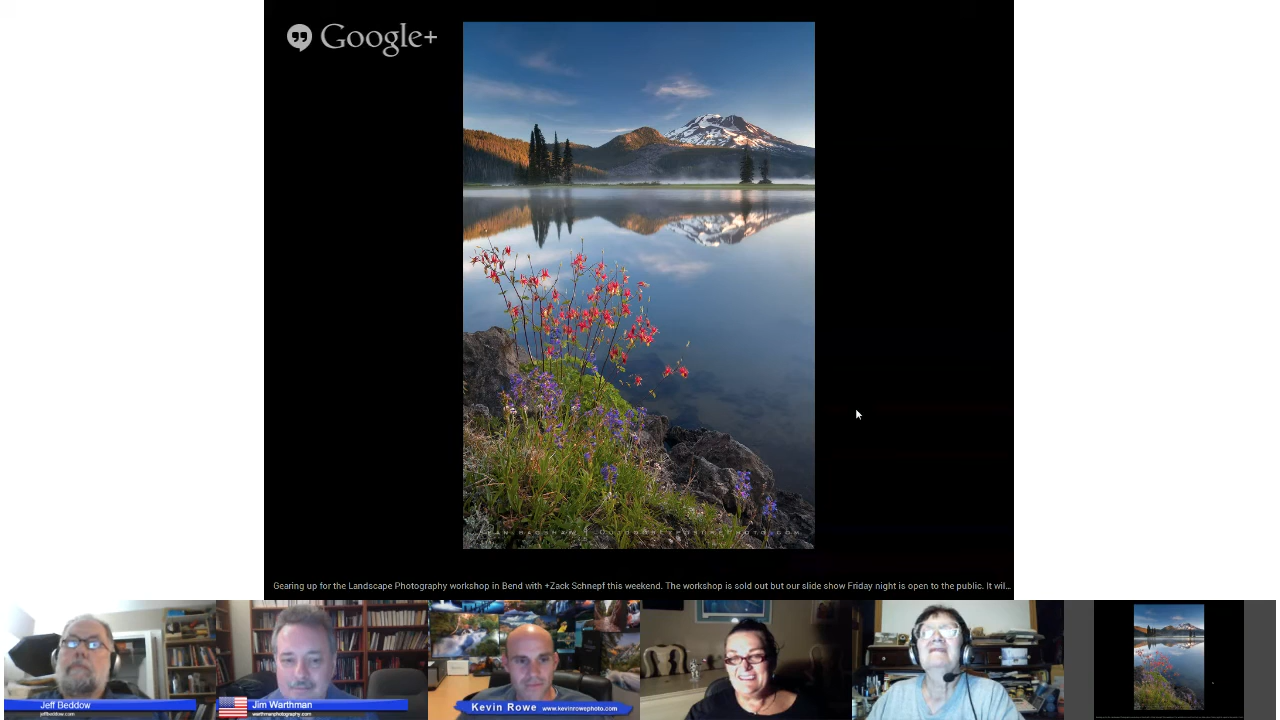 Google+
Gearing up for the Landscape Photography workshop in Bend with +Zack Schnepf this weekend. The workshop is sold out but our slide show Friday night is open to the public. It wil...
Jeff Beddow
jeffbeddow.com
Jim Warthman
warthmanphotography.com
Kevin Rowe www.kevinrowephoto.com